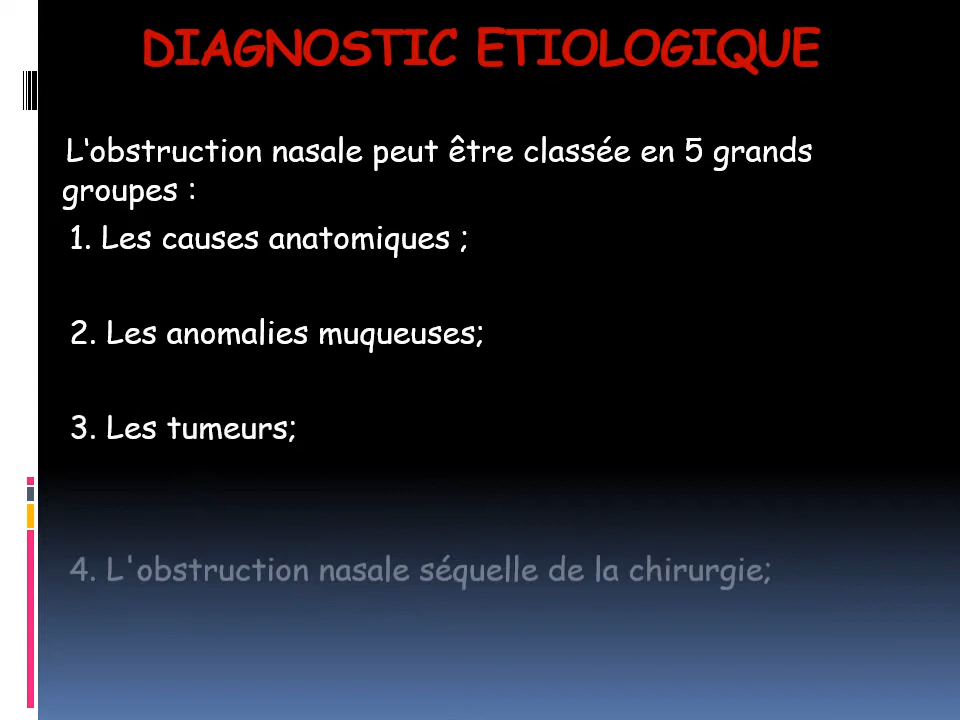 DIAGNOSTIC ETIOLOGIQUE
L'obstruction nasale peut être classée en 5 grands
groupes :
1. Les causes anatomiques ;
2. Les anomalies muqueuses;
3. Les tumeurs;
4. L'obstruction nasale séquelle de la chirurgie;